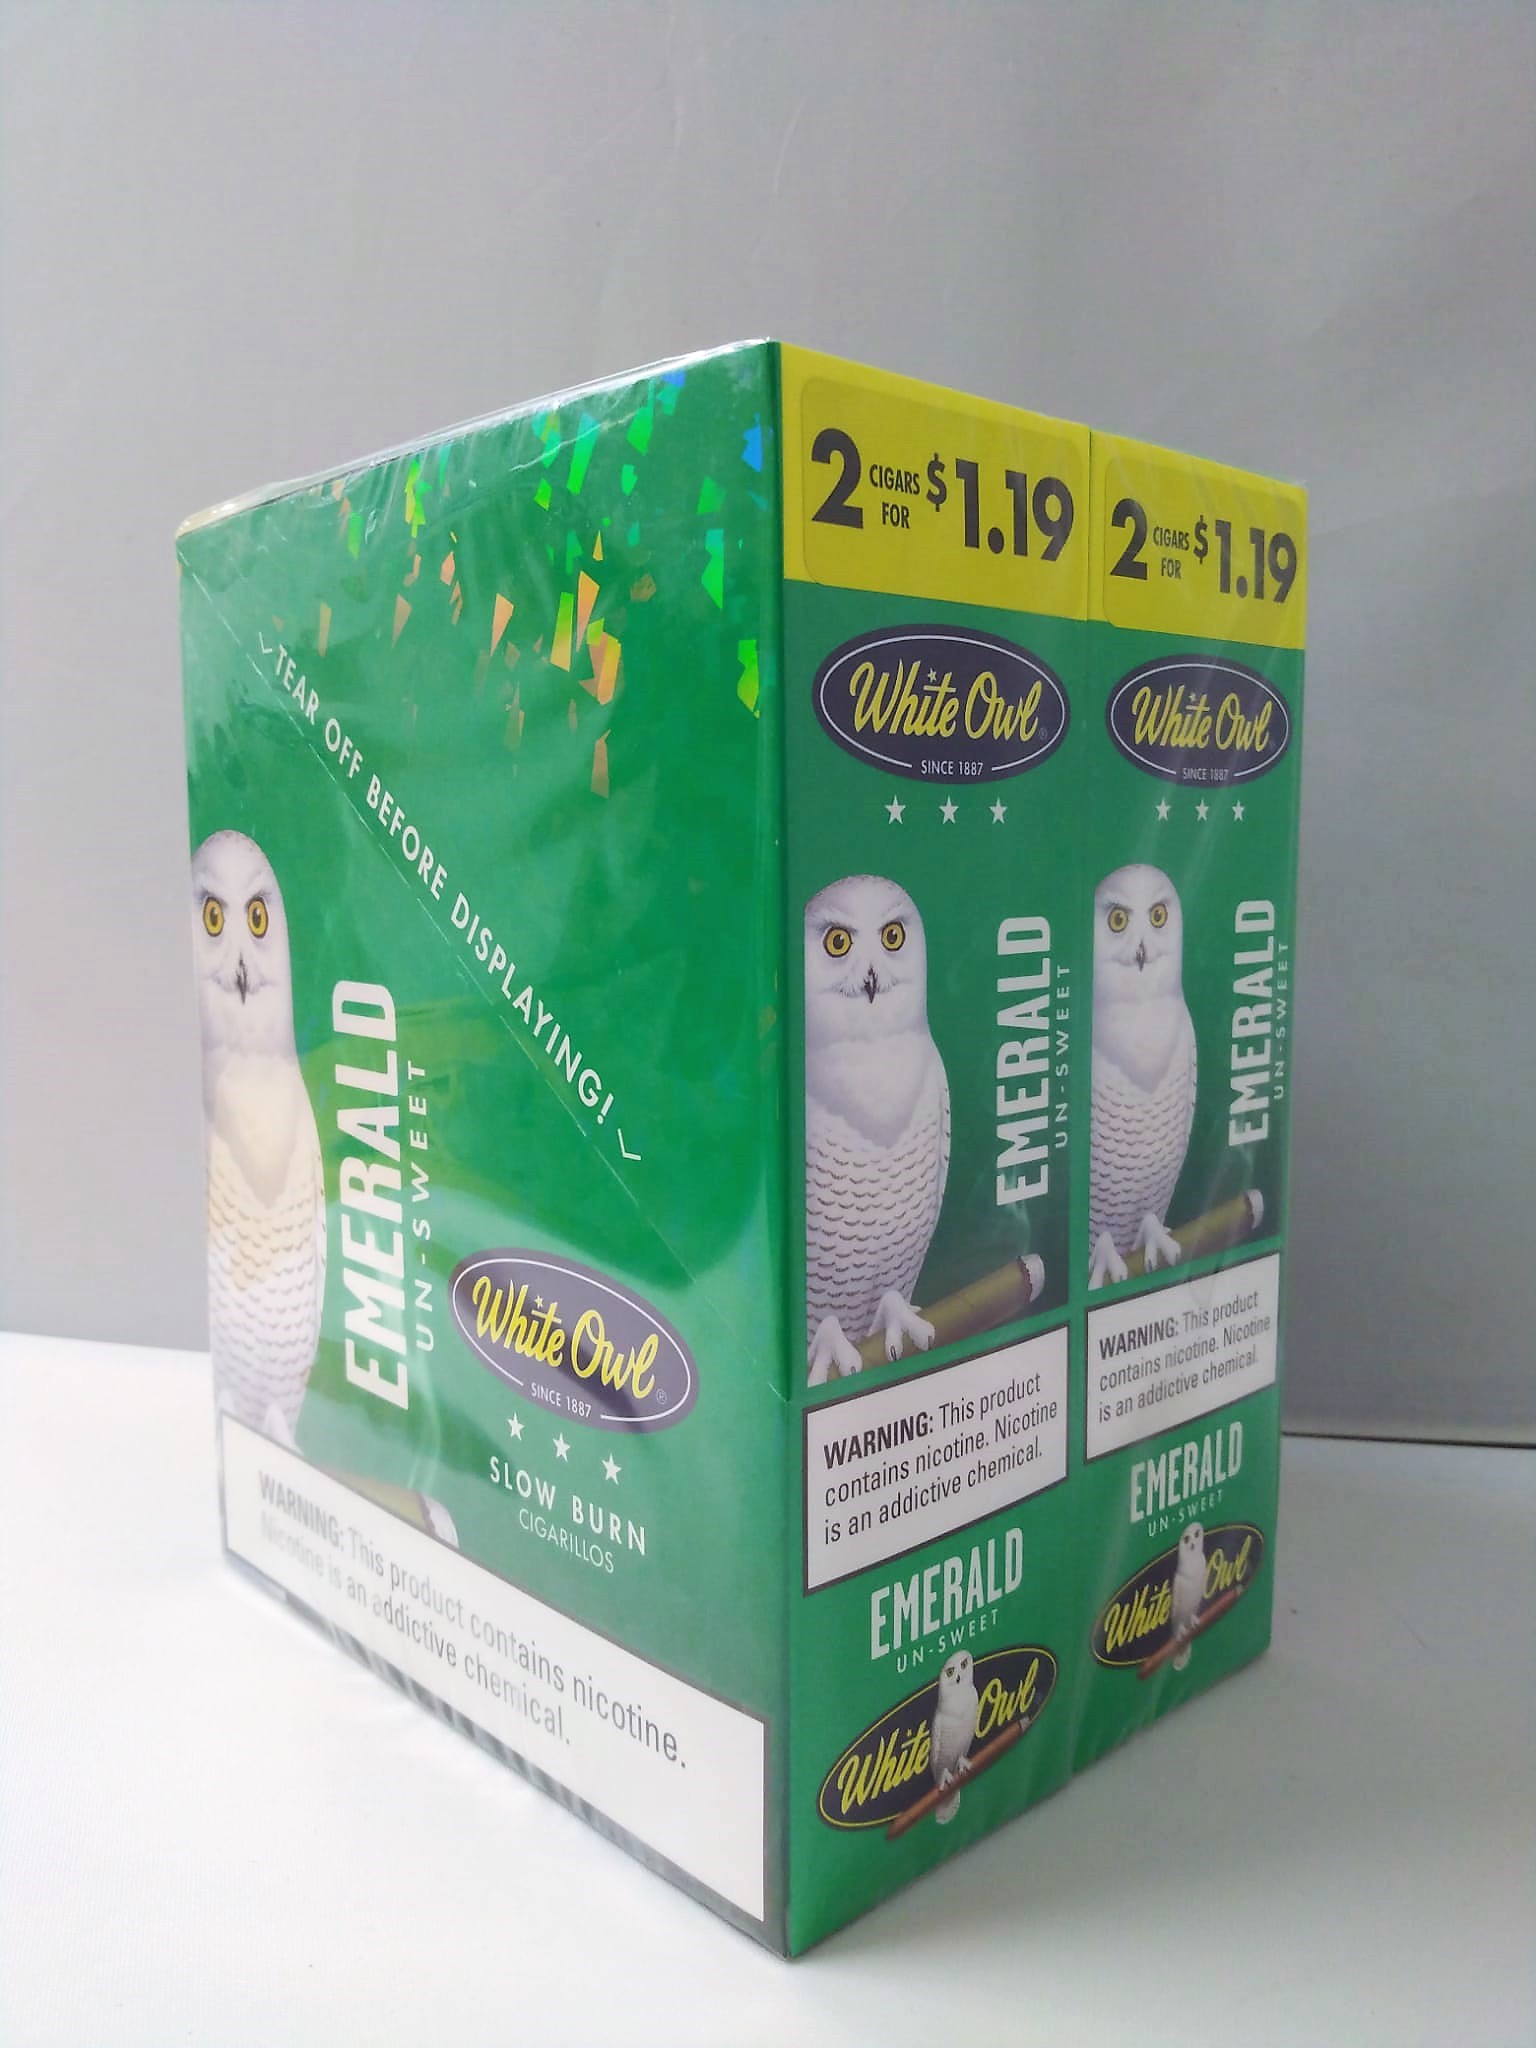 TEAR OFF BEFORE DISPLAYING!
EMERALD
UN-SWEET
White Owl
SINCE 1887
SLOW BURN
CIGARILLOS
WARNING: This product contains nicotine.
Nicotine is an addictive chemical.
2 CIGARS FOR $1.19
White Owl
SINCE 1887
EMERALD
UN-SWEET
WARNING: This product
contains nicotine. Nicotine
is an addictive chemical.
EMERALD
UN-SWEET
White Owl
2 CIGARS FOR $1.19
White Owl
SINCE 1887
EMERALD
UN-SWEET
WARNING: This product
contains nicotine. Nicotine
is an addictive chemical.
EMERALD
UN-SWEET
White Owl